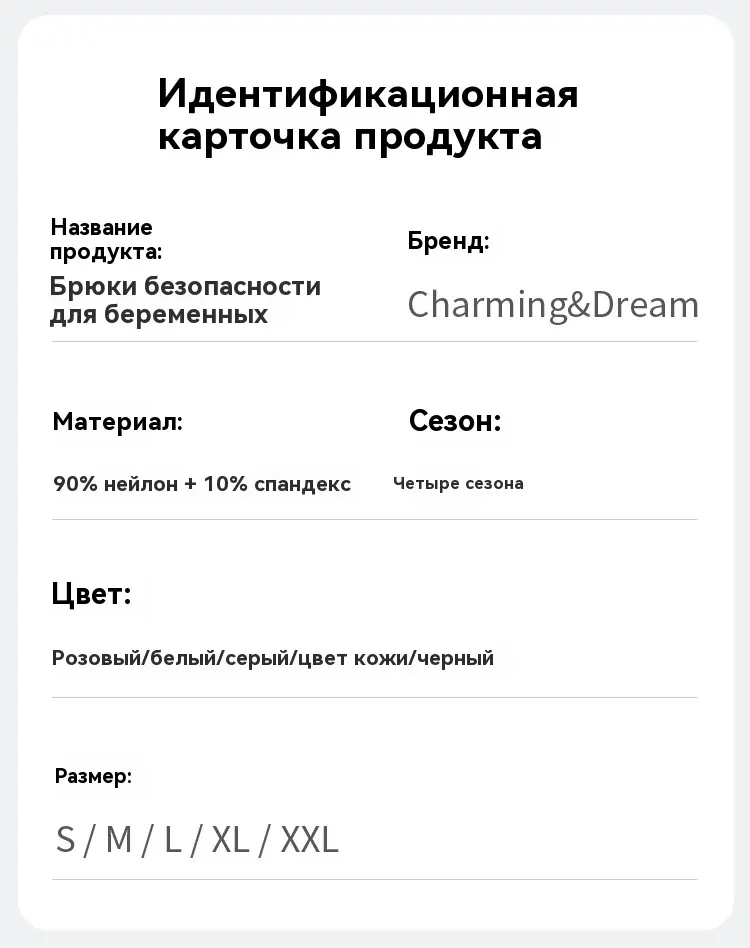 Идентификационная
карточка продукта
Название
продукта:
Брюки безопасности
для беременных
Бренд:
Charming&Dream
Материал:
90% нейлон + 10% спандекс
Сезон:
Четыре сезона
Цвет:
Розовый/белый/серый/цвет кожи/черный
Размер:
S / M / L / XL / XXL